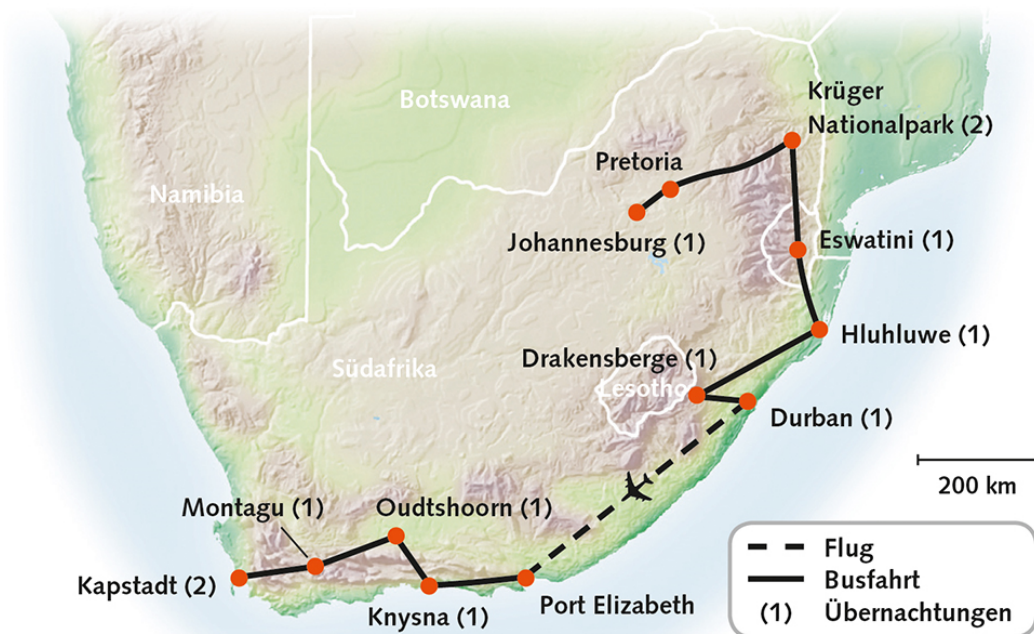 Krüger
Nationalpark (2)
Botswana
Pretoria
Namibia
Johannesburg (1)
Eswatini (1)
Hluhluwe (1)
Drakensberge (1)
Südafrika
Lesotho
Durban (1)
200 km
Montagu (1)
Oudtshoorn (1)
Kapstadt (2)
Knysna (1)
Port Elizabeth
Flug
Busfahrt
(1) Übernachtungen